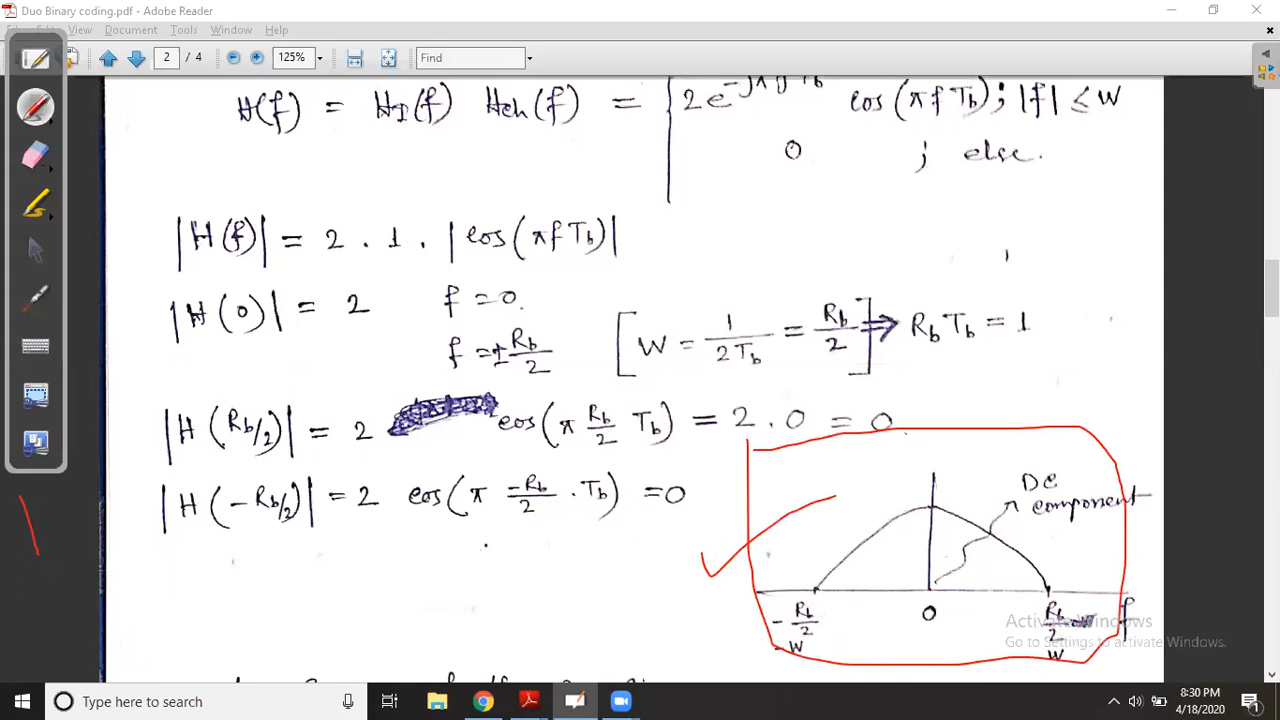 Duo Binary coding.pdf - Adobe Reader
View Document Tools Window Help
2 / 4 125% Find
H(f) = H_I(f) H_ch(f) = { 2 e^{-jπfT_b} cos(πfT_b); |f| ≤ W
0 ; else.
|H(f)| = 2 . 1 . |cos(πfT_b)|
|H(0)| = 2 f = 0.
f = ± R_b/2 [W = 1/2T_b = R_b/2] ⇒ R_b T_b = 1
|H(R_b/2)| = 2 cos(π R_b/2 T_b) = 2 . 0 = 0
|H(-R_b/2)| = 2 cos(π -R_b/2 . T_b) = 0
DC
component
- R_b/2 0 R_b/2 f
-W W
Activate Windows
Go to Settings to activate Windows.
Type here to search
8:30 PM
4/18/2020
1